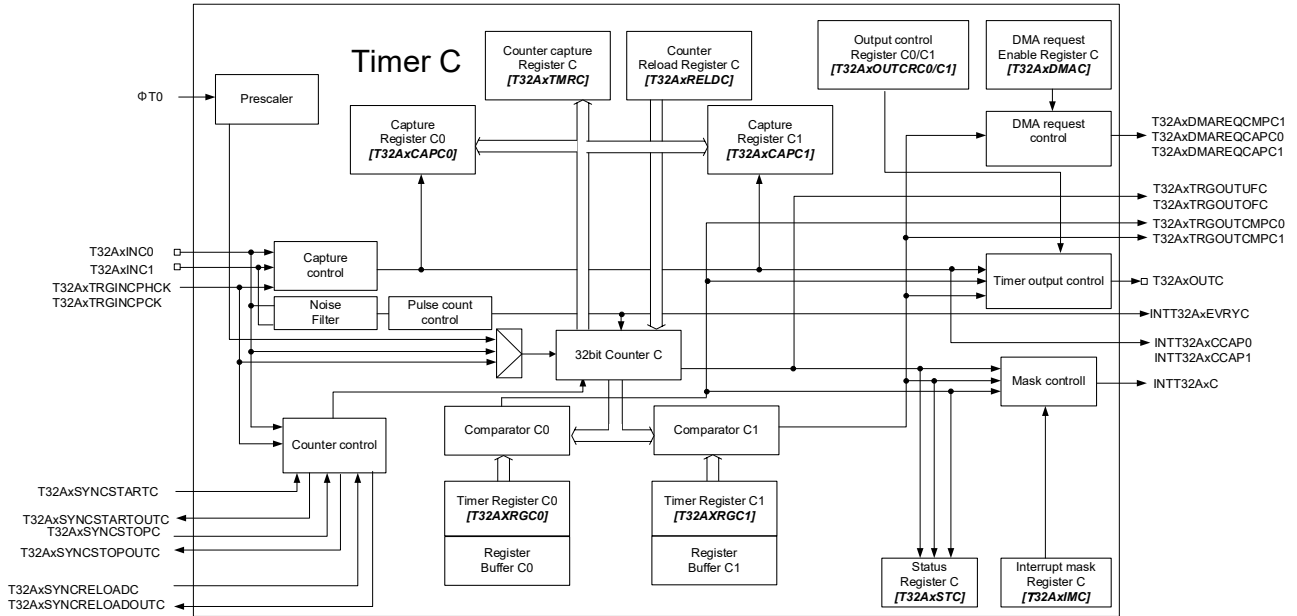 Timer C
Counter capture
Register C
[T32AxTMRC]
Counter
Reload Register C
[T32AxRELDC]
Output control
Register C0/C1
[T32AxOUTCRC0/C1]
DMA request
Enable Register C
[T32AxDMAC]
ΦT0
Prescaler
Capture
Register C0
[T32AxCAPC0]
Capture
Register C1
[T32AxCAPC1]
DMA request
control
T32AxDMAREQCMPC1
T32AxDMAREQCAPC0
T32AxDMAREQCAPC1
T32AxTRGOUTUFC
T32AxTRGOUTOFC
T32AxTRGOUTCMPC0
T32AxTRGOUTCMPC1
T32AxINC0
T32AxINC1
T32AxTRGINCPHCK
T32AxTRGINCPCK
Capture
control
Timer output control
T32AxOUTC
Noise
Filter
Pulse count
control
INTT32AxEVRYC
32bit Counter C
INTT32AxCCAP0
INTT32AxCCAP1
Mask controll
INTT32AxC
Counter control
Comparator C0
Comparator C1
T32AxSYNCSTARTC
T32AxSYNCSTARTOUTC
T32AxSYNCSTOPC
T32AxSYNCSTOPOUTC
T32AxSYNCRELOADC
T32AxSYNCRELOADOUTC
Timer Register C0
[T32AXRGC0]
Register
Buffer C0
Timer Register C1
[T32AXRGC1]
Register
Buffer C1
Status
Register C
[T32AxSTC]
Interrupt mask
Register C
[T32AxIMC]